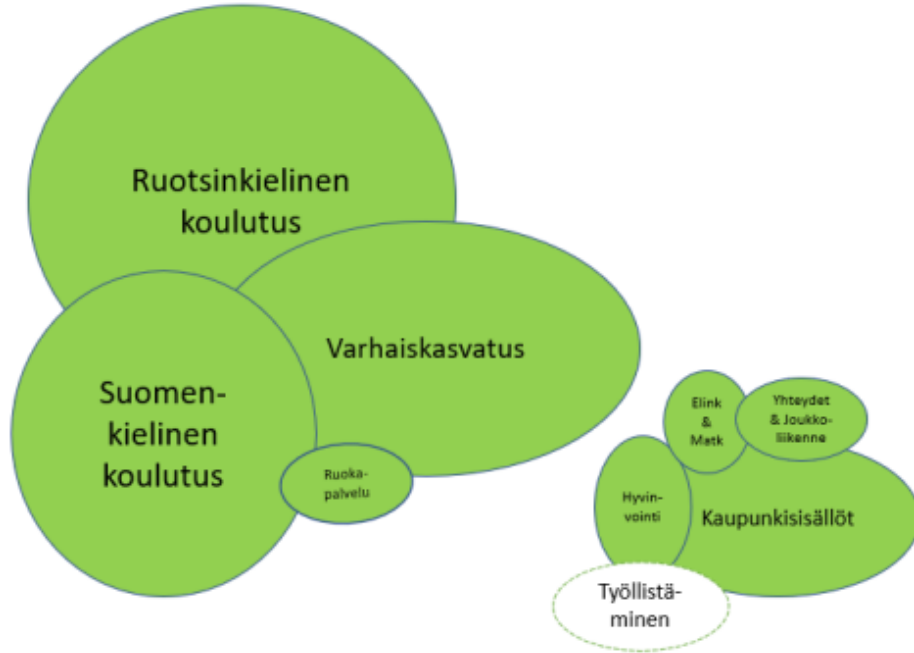 Ruotsinkielinen
koulutus
Varhaiskasvatus
Suomen-
kielinen
koulutus
Ruoka-
palvelu
Elink
&
Matk
Yhteydet
& Joukko-
liikenne
Hyvin-
vointi
Kaupunkisisällöt
Työllistä-
minen